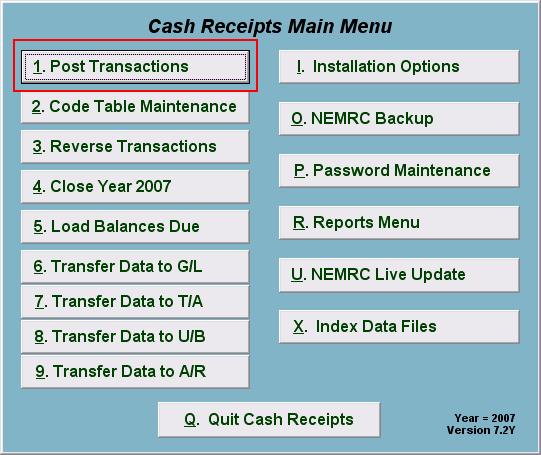 Cash Receipts Main Menu
1. Post Transactions
2. Code Table Maintenance
3. Reverse Transactions
4. Close Year 2007
5. Load Balances Due
6. Transfer Data to G/L
7. Transfer Data to T/A
8. Transfer Data to U/B
9. Transfer Data to A/R
I. Installation Options
O. NEMRC Backup
P. Password Maintenance
R. Reports Menu
U. NEMRC Live Update
X. Index Data Files
Q. Quit Cash Receipts
Year = 2007
Version 7.2Y